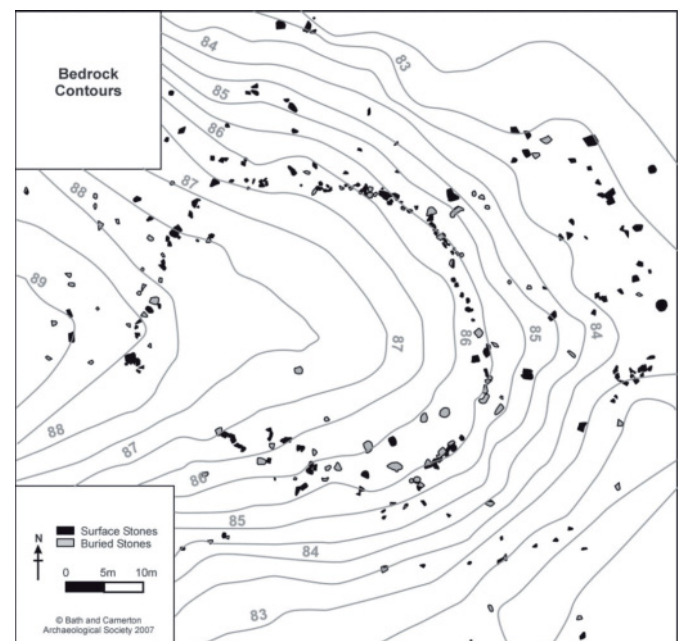 Bedrock
Contours
83
84
85
86
87
88
89
87
86
85
84
88
87
86
85
84
83
Surface Stones
Buried Stones
N
0 5m 10m
© Bath and Camerton
Archaeological Society 2007